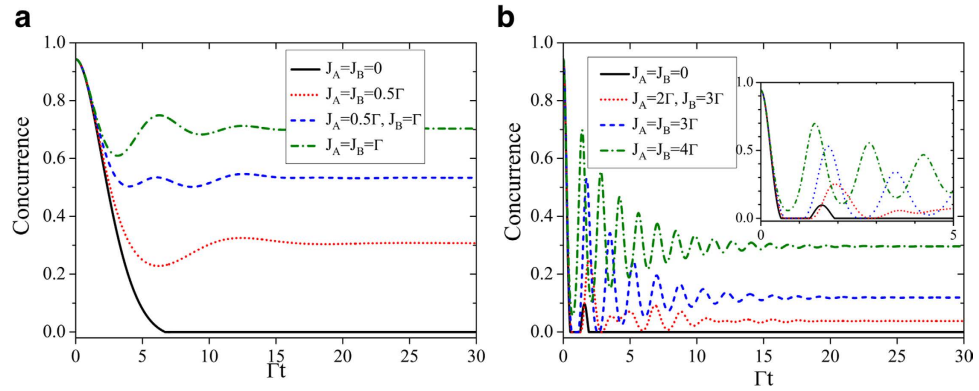 a
1.0
0.8
0.6
0.4
0.2
0.0
Concurrence
0
5
10
15
20
25
30
Γt
J_A=J_B=0
J_A=J_B=0.5Γ
J_A=0.5Γ, J_B=Γ
J_A=J_B=Γ
b
1.0
0.8
0.6
0.4
0.2
0.0
Concurrence
0
5
10
15
20
25
30
Γt
J_A=J_B=0
J_A=2Γ, J_B=3Γ
J_A=J_B=3Γ
J_A=J_B=4Γ
1.0
0.5
0.0
0
5